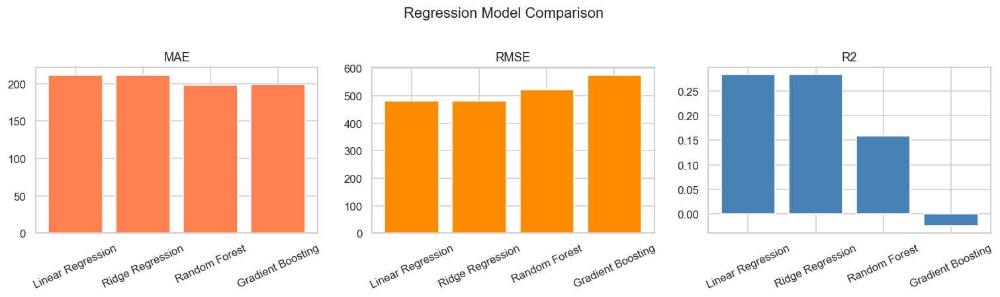 Regression Model Comparison
MAE
200
150
100
50
0
Linear Regression
Ridge Regression
Random Forest
Gradient Boosting
RMSE
600
500
400
300
200
100
0
Linear Regression
Ridge Regression
Random Forest
Gradient Boosting
R2
0.25
0.20
0.15
0.10
0.05
0.00
Linear Regression
Ridge Regression
Random Forest
Gradient Boosting